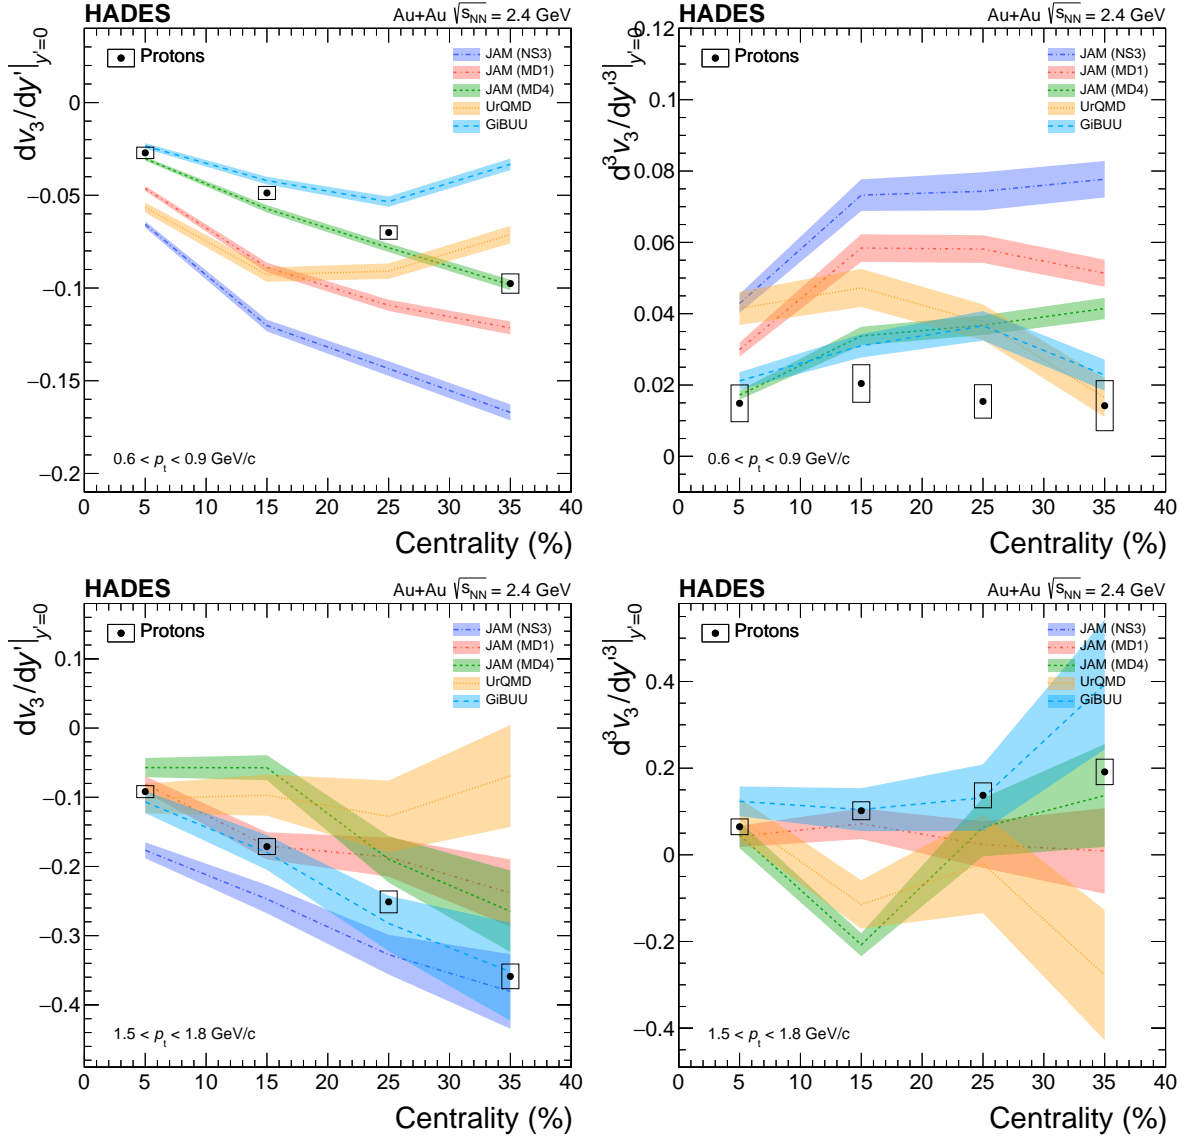 HADES
Au+Au √s_NN = 2.4 GeV
dv₃/dy'|y'=0
Protons
JAM (NS3)
JAM (MD1)
JAM (MD4)
UrQMD
GiBUU
0
−0.05
−0.1
−0.15
−0.2
0.6 < pₜ < 0.9 GeV/c
0 5 10 15 20 25 30 35 40
Centrality (%)
HADES
Au+Au √s_NN = 2.4 GeV
d³v₃/dy'³|y'=0
Protons
JAM (NS3)
JAM (MD1)
JAM (MD4)
UrQMD
GiBUU
0.12
0.1
0.08
0.06
0.04
0.02
0
0.6 < pₜ < 0.9 GeV/c
0 5 10 15 20 25 30 35 40
Centrality (%)
HADES
Au+Au √s_NN = 2.4 GeV
dv₃/dy'|y'=0
Protons
JAM (NS3)
JAM (MD1)
JAM (MD4)
UrQMD
GiBUU
0.1
0
−0.1
−0.2
−0.3
−0.4
1.5 < pₜ < 1.8 GeV/c
0 5 10 15 20 25 30 35 40
Centrality (%)
HADES
Au+Au √s_NN = 2.4 GeV
d³v₃/dy'³|y'=0
Protons
JAM (NS3)
JAM (MD1)
JAM (MD4)
UrQMD
GiBUU
0.4
0.2
0
−0.2
−0.4
1.5 < pₜ < 1.8 GeV/c
0 5 10 15 20 25 30 35 40
Centrality (%)